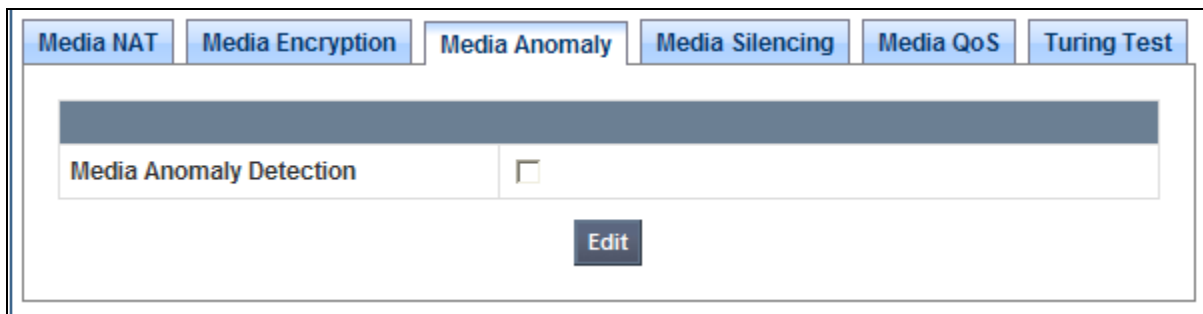 Media NAT Media Encryption Media Anomaly Media Silencing Media QoS Turing Test
Media Anomaly Detection
Edit